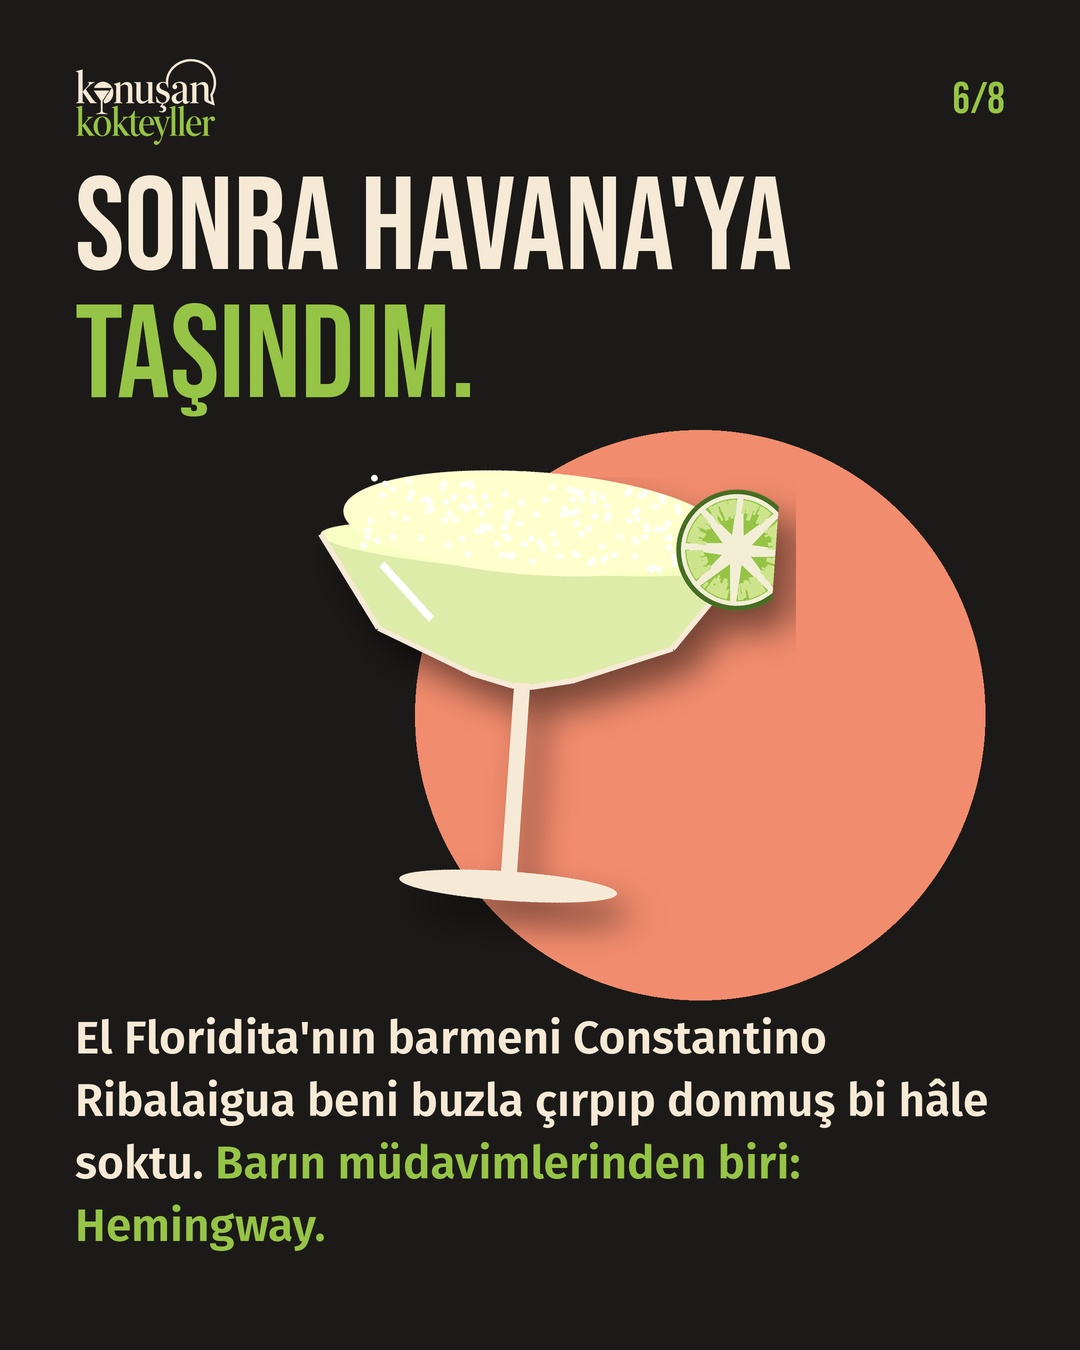 konuşan
kokteyller
6/8
SONRA HAVANA'YA
TAŞINDIM.
El Floridita'nın barmeni Constantino
Ribalaigua beni buzla çırpıp donmuş bi hâle
soktu. Barın müdavimlerinden biri:
Hemingway.